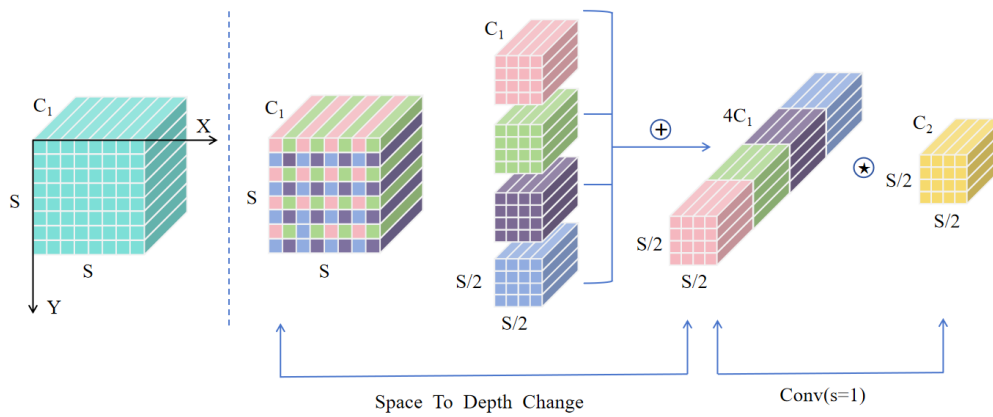 C1
X
S
S
Y
C1
S
S
C1
S/2
S/2
4C1
S/2
S/2
C2
S/2
S/2
Space To Depth Change
Conv(s=1)